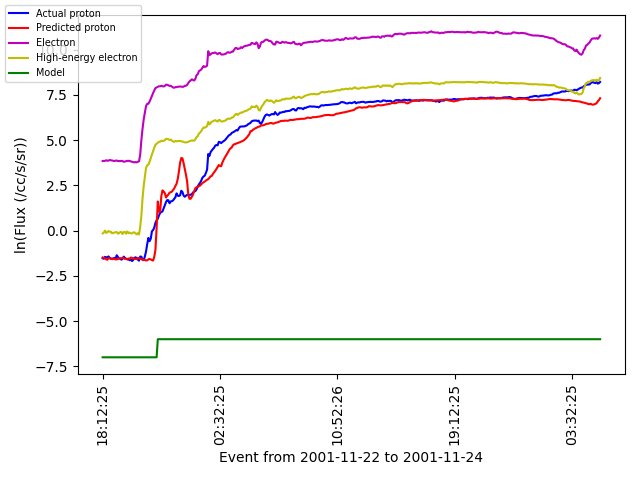 Actual proton
Predicted proton
Electron
High-energy electron
Model
10.0
7.5
5.0
2.5
0.0
−2.5
−5.0
−7.5
ln(Flux (/cc/s/sr))
18:12:25
02:32:25
10:52:26
19:12:25
03:32:25
Event from 2001-11-22 to 2001-11-24